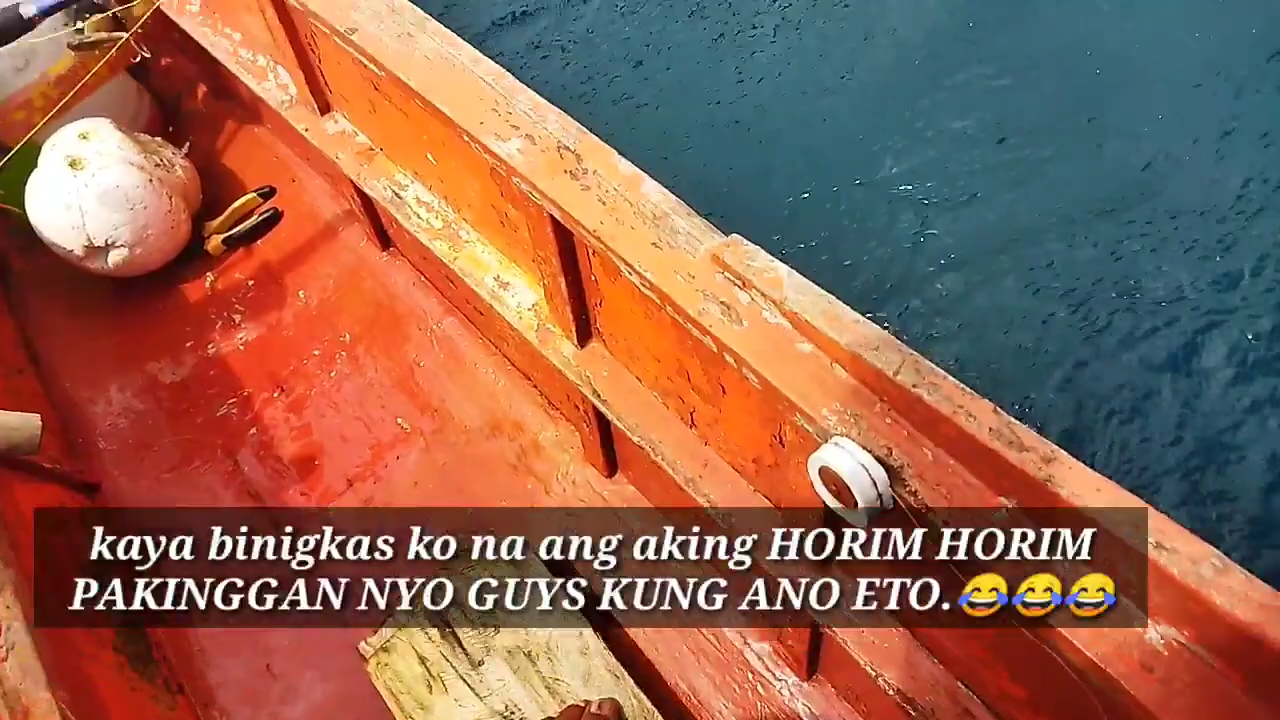 kaya binigkas ko na ang aking HORIM HORIM
PAKINGGAN NYO GUYS KUNG ANO ETO.😂😂😂